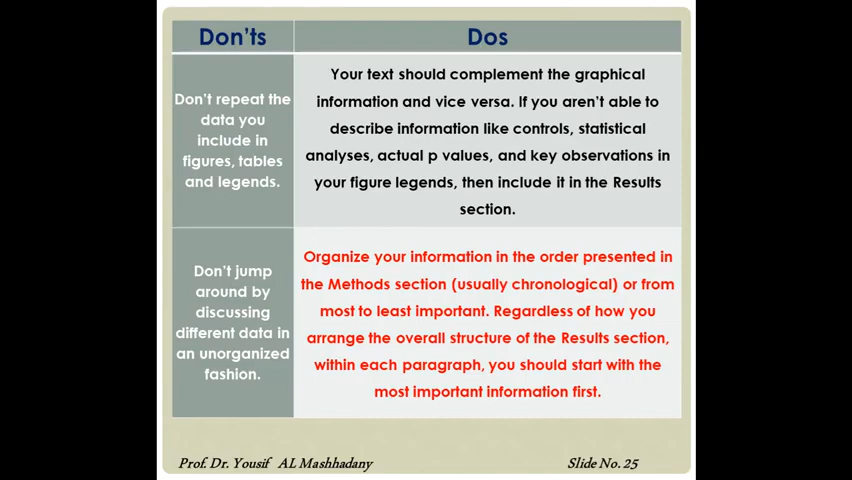 Don'ts
Dos
Don't repeat the
data you
include in
figures, tables
and legends.
Your text should complement the graphical
information and vice versa. If you aren't able to
describe information like controls, statistical
analyses, actual p values, and key observations in
your figure legends, then include it in the Results
section.
Don't jump
around by
discussing
different data in
an unorganized
fashion.
Organize your information in the order presented in
the Methods section (usually chronological) or from
most to least important. Regardless of how you
arrange the overall structure of the Results section,
within each paragraph, you should start with the
most important information first.
Prof. Dr. Yousif AL Mashhadany
Slide No. 25